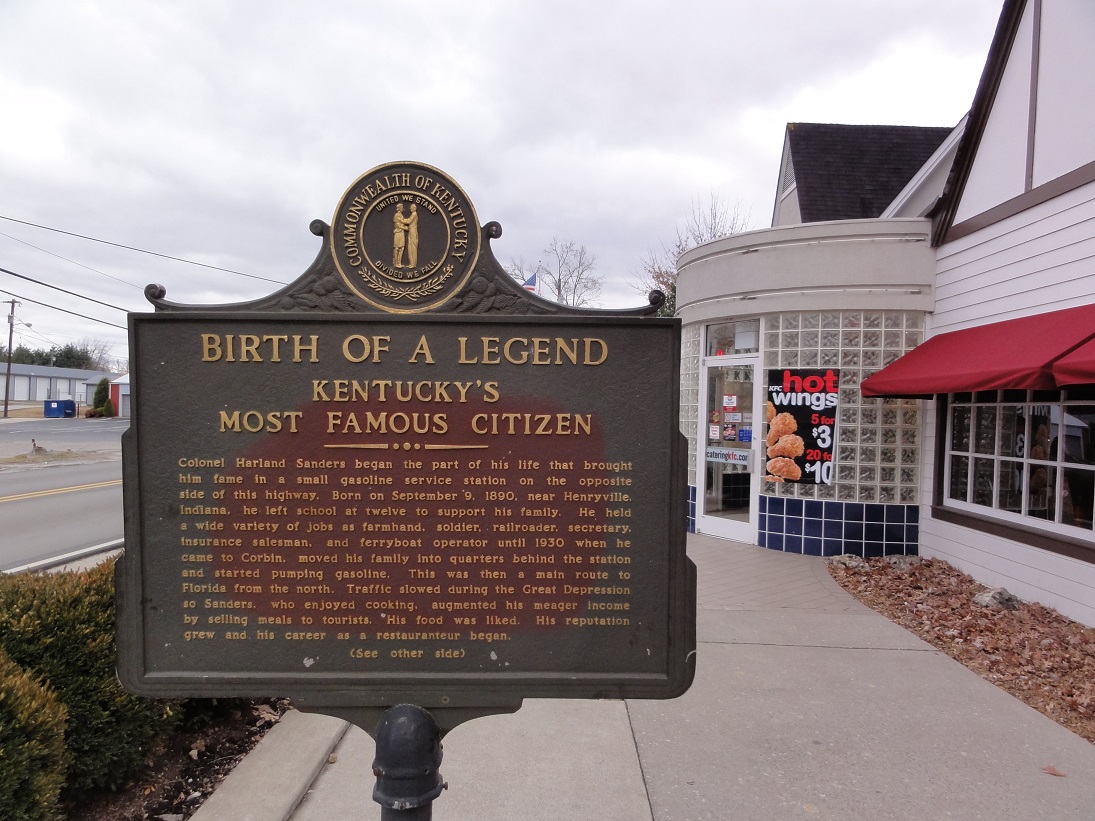 COMMONWEALTH OF KENTUCKY
UNITED WE STAND
DIVIDED WE FALL
BIRTH OF A LEGEND
KENTUCKY'S
MOST FAMOUS CITIZEN
Colonel Harland Sanders began the part of his life that brought
him fame in a small gasoline service station on the opposite
side of this highway. Born on September 9, 1890, near Henryville,
Indiana, he left school at twelve to support his family. He held
a wide variety of jobs as farmhand, soldier, railroader, secretary,
insurance salesman, and ferryboat operator until 1930 when he
came to Corbin, moved his family into quarters behind the station
and started pumping gasoline. This was then a main route to
Florida from the north. Traffic slowed during the Great Depression
so Sanders, who enjoyed cooking, augmented his meager income
by selling meals to tourists. His food was liked. His reputation
grew and his career as a restauranteur began.
(See other side)
KFC hot
wings
5 for
$3
20 for
$10
cateringkfc.com